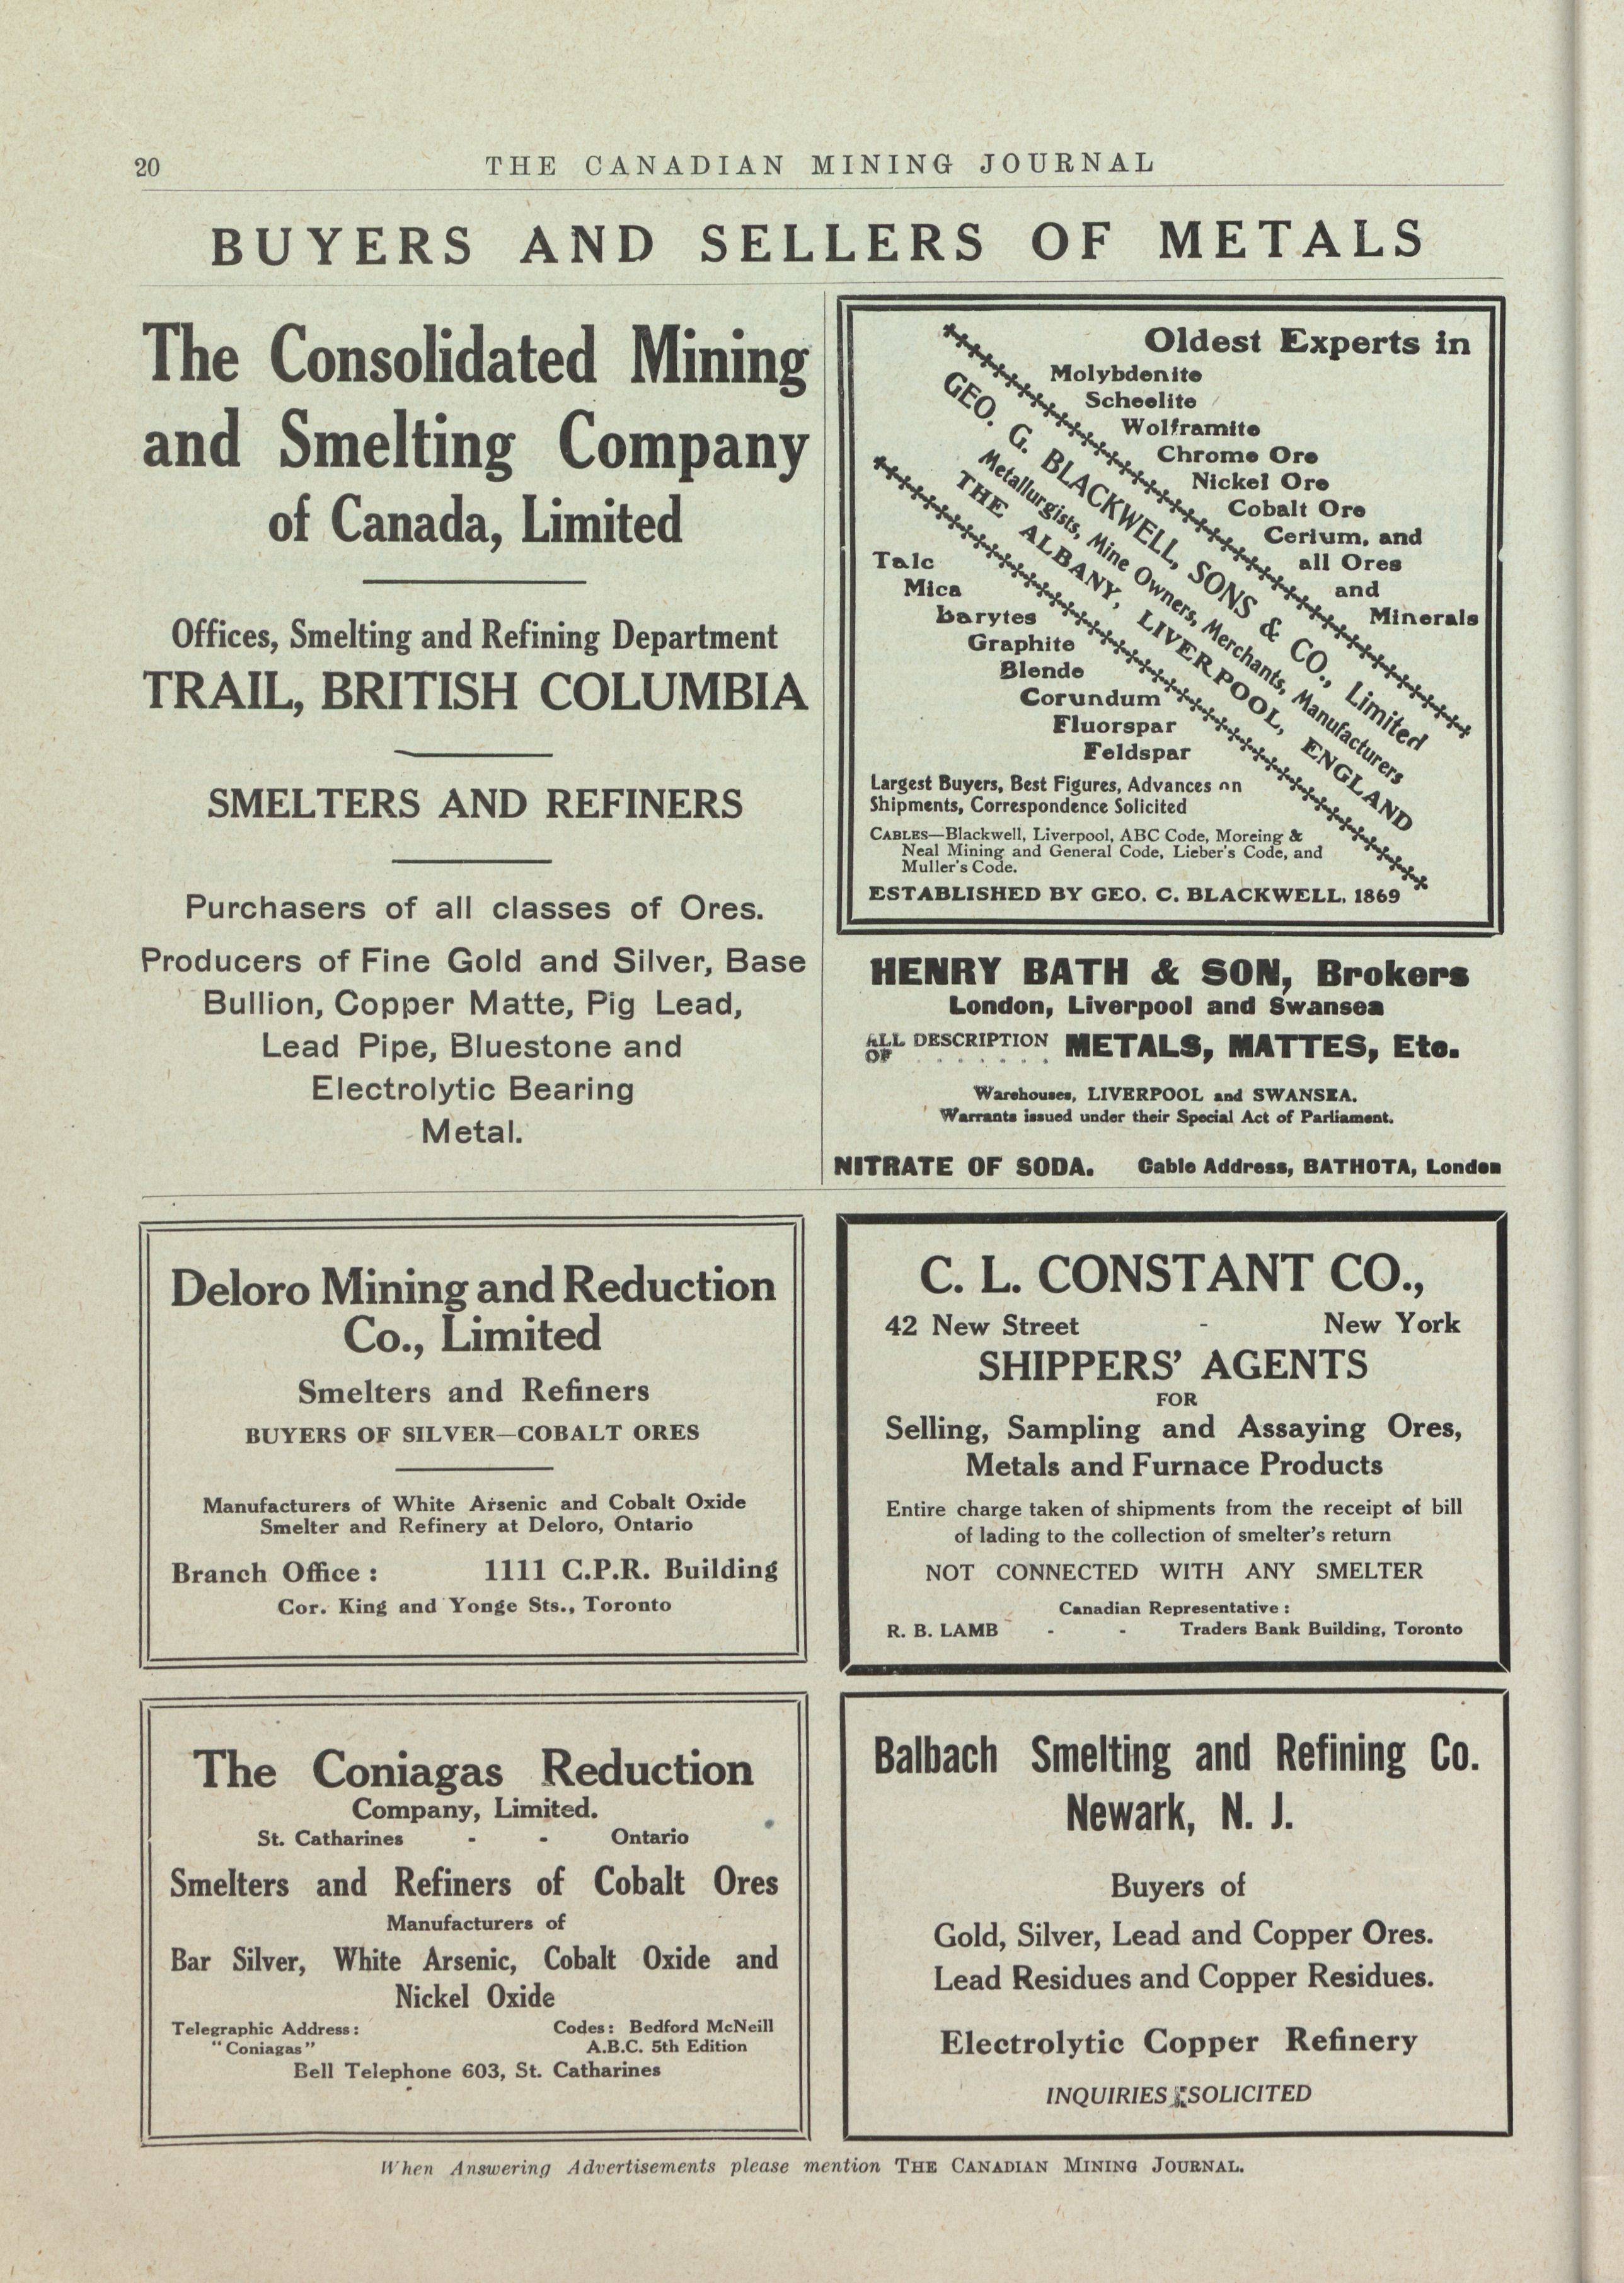 20
THE CANADIAN MINING JOURNAL
BUYERS AND SELLERS OF METALS
The Consolidated Mining
and Smelting Company
of Canada, Limited
Offices, Smelting and Refining Department
TRAIL, BRITISH COLUMBIA
SMELTERS AND REFINERS
Purchasers of all classes of Ores.
Producers of Fine Gold and Silver, Base
Bullion, Copper Matte, Pig Lead,
Lead Pipe, Bluestone and
Electrolytic Bearing
Metal.
Oldest Experts in
Molybdenite
Scheelite
Wolframite
Chrome Ore
Nickel Ore
Cobalt Ore
Cerium, and
all Ores
and
Minerals
GEO. G. BLACKWELL, SONS & CO., Limited
Metallurgists, Mine Owners, Merchants, Manufacturers
THE ALBANY, LIVERPOOL, ENGLAND
Talc
Mica
Barytes
Graphite
Blende
Corundum
Fluorspar
Feldspar
Largest Buyers, Best Figures, Advances on
Shipments, Correspondence Solicited
CABLES—Blackwell, Liverpool, ABC Code, Moreing &
Neal Mining and General Code, Lieber's Code, and
Muller's Code.
ESTABLISHED BY GEO. C. BLACKWELL, 1869
HENRY BATH & SON, Brokers
London, Liverpool and Swansea
ALL DESCRIPTION METALS, MATTES, Etc.
OF . . . . . .
Warehouses, LIVERPOOL and SWANSEA.
Warrants issued under their Special Act of Parliament.
NITRATE OF SODA. Cable Address, BATHOTA, London
Deloro Mining and Reduction
Co., Limited
Smelters and Refiners
BUYERS OF SILVER—COBALT ORES
Manufacturers of White Arsenic and Cobalt Oxide
Smelter and Refinery at Deloro, Ontario
Branch Office : 1111 C.P.R. Building
Cor. King and Yonge Sts., Toronto
C. L. CONSTANT CO.,
42 New Street - New York
SHIPPERS' AGENTS
FOR
Selling, Sampling and Assaying Ores,
Metals and Furnace Products
Entire charge taken of shipments from the receipt of bill
of lading to the collection of smelter's return
NOT CONNECTED WITH ANY SMELTER
Canadian Representative :
R. B. LAMB - - Traders Bank Building, Toronto
The Coniagas Reduction
Company, Limited.
St. Catharines - - Ontario
Smelters and Refiners of Cobalt Ores
Manufacturers of
Bar Silver, White Arsenic, Cobalt Oxide and
Nickel Oxide
Telegraphic Address: Codes: Bedford McNeill
"Coniagas" A.B.C. 5th Edition
Bell Telephone 603, St. Catharines
Balbach Smelting and Refining Co.
Newark, N. J.
Buyers of
Gold, Silver, Lead and Copper Ores.
Lead Residues and Copper Residues.
Electrolytic Copper Refinery
INQUIRIES SOLICITED
When Answering Advertisements please mention THE CANADIAN MINING JOURNAL.